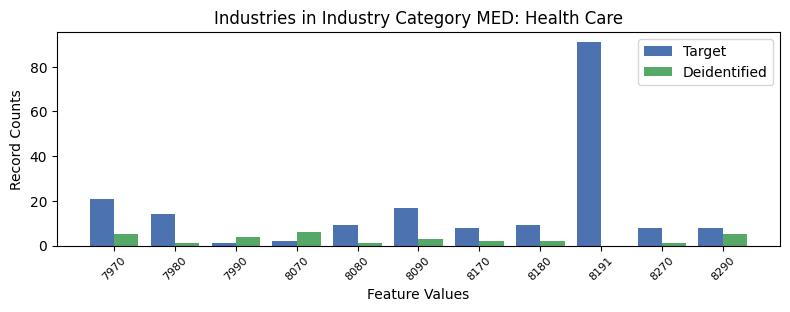 Industries in Industry Category MED: Health Care
Target
Deidentified
Record Counts
80
60
40
20
0
7970 7980 7990 8070 8080 8090 8170 8180 8191 8270 8290
Feature Values